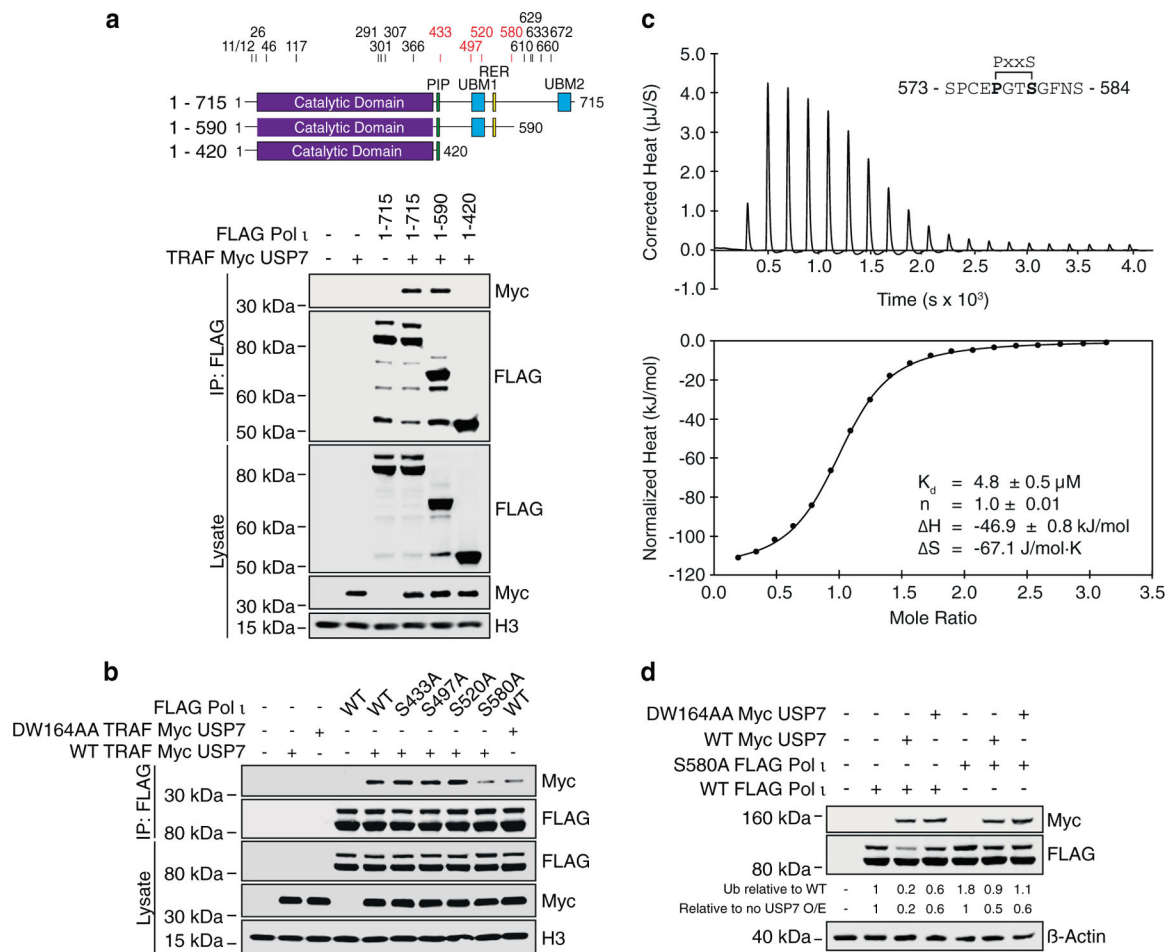 a
26
629
291 307
433
520
580
633 672
11/12 46 117
301 366
497
610 660
RER
PIP UBM1 UBM2
1 - 715 1 Catalytic Domain 715
1 - 590 1 Catalytic Domain 590
1 - 420 1 Catalytic Domain 420
FLAG Pol ι - - 1-715 1-715 1-590 1-420
TRAF Myc USP7 - + - + + +
IP: FLAG
30 kDa Myc
80 kDa
60 kDa
50 kDa
FLAG
Lysate
80 kDa
60 kDa
50 kDa
FLAG
30 kDa Myc
15 kDa H3
b
FLAG Pol ι - - - WT WT S433A S497A S520A S580A WT
DW164AA TRAF Myc USP7 - - + - - - - - - +
WT TRAF Myc USP7 - + - - + + + + + -
IP: FLAG
30 kDa Myc
80 kDa FLAG
Lysate
80 kDa FLAG
30 kDa Myc
15 kDa H3
c
Corrected Heat (µJ/S)
5.0
4.0
3.0
2.0
1.0
0.0
-1.0
0.5 1.0 1.5 2.0 2.5 3.0 3.5 4.0
Time (s x 10³)
PxxS
573 - SPCEPGTSGFNS - 584
Normalized Heat (kJ/mol)
0.0
-20
-40
-60
-80
-100
-120
0.0 0.5 1.0 1.5 2.0 2.5 3.0 3.5
Mole Ratio
Kd = 4.8 ± 0.5 µM
n = 1.0 ± 0.01
ΔH = -46.9 ± 0.8 kJ/mol
ΔS = -67.1 J/mol·K
d
DW164AA Myc USP7 - - - + - - +
WT Myc USP7 - - + - - + -
S580A FLAG Pol ι - - - - + + +
WT FLAG Pol ι - + + + - - -
160 kDa Myc
80 kDa FLAG
Ub relative to WT - 1 0.2 0.6 1.8 0.9 1.1
Relative to no USP7 O/E - 1 0.2 0.6 1 0.5 0.6
40 kDa ß-Actin